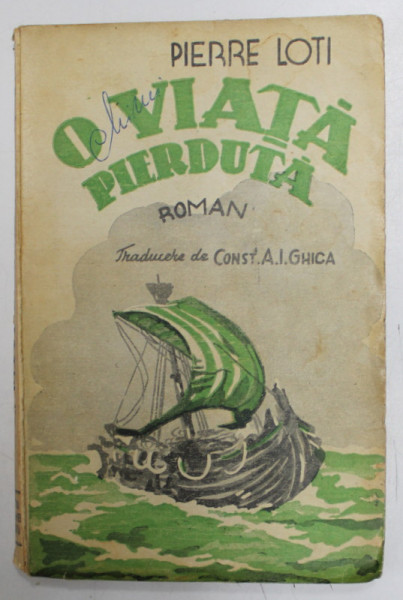 PIERRE LOTI
O VIAȚĂ
PIERDUTĂ
ROMAN
Traducere de CONST. A. I. GHICA